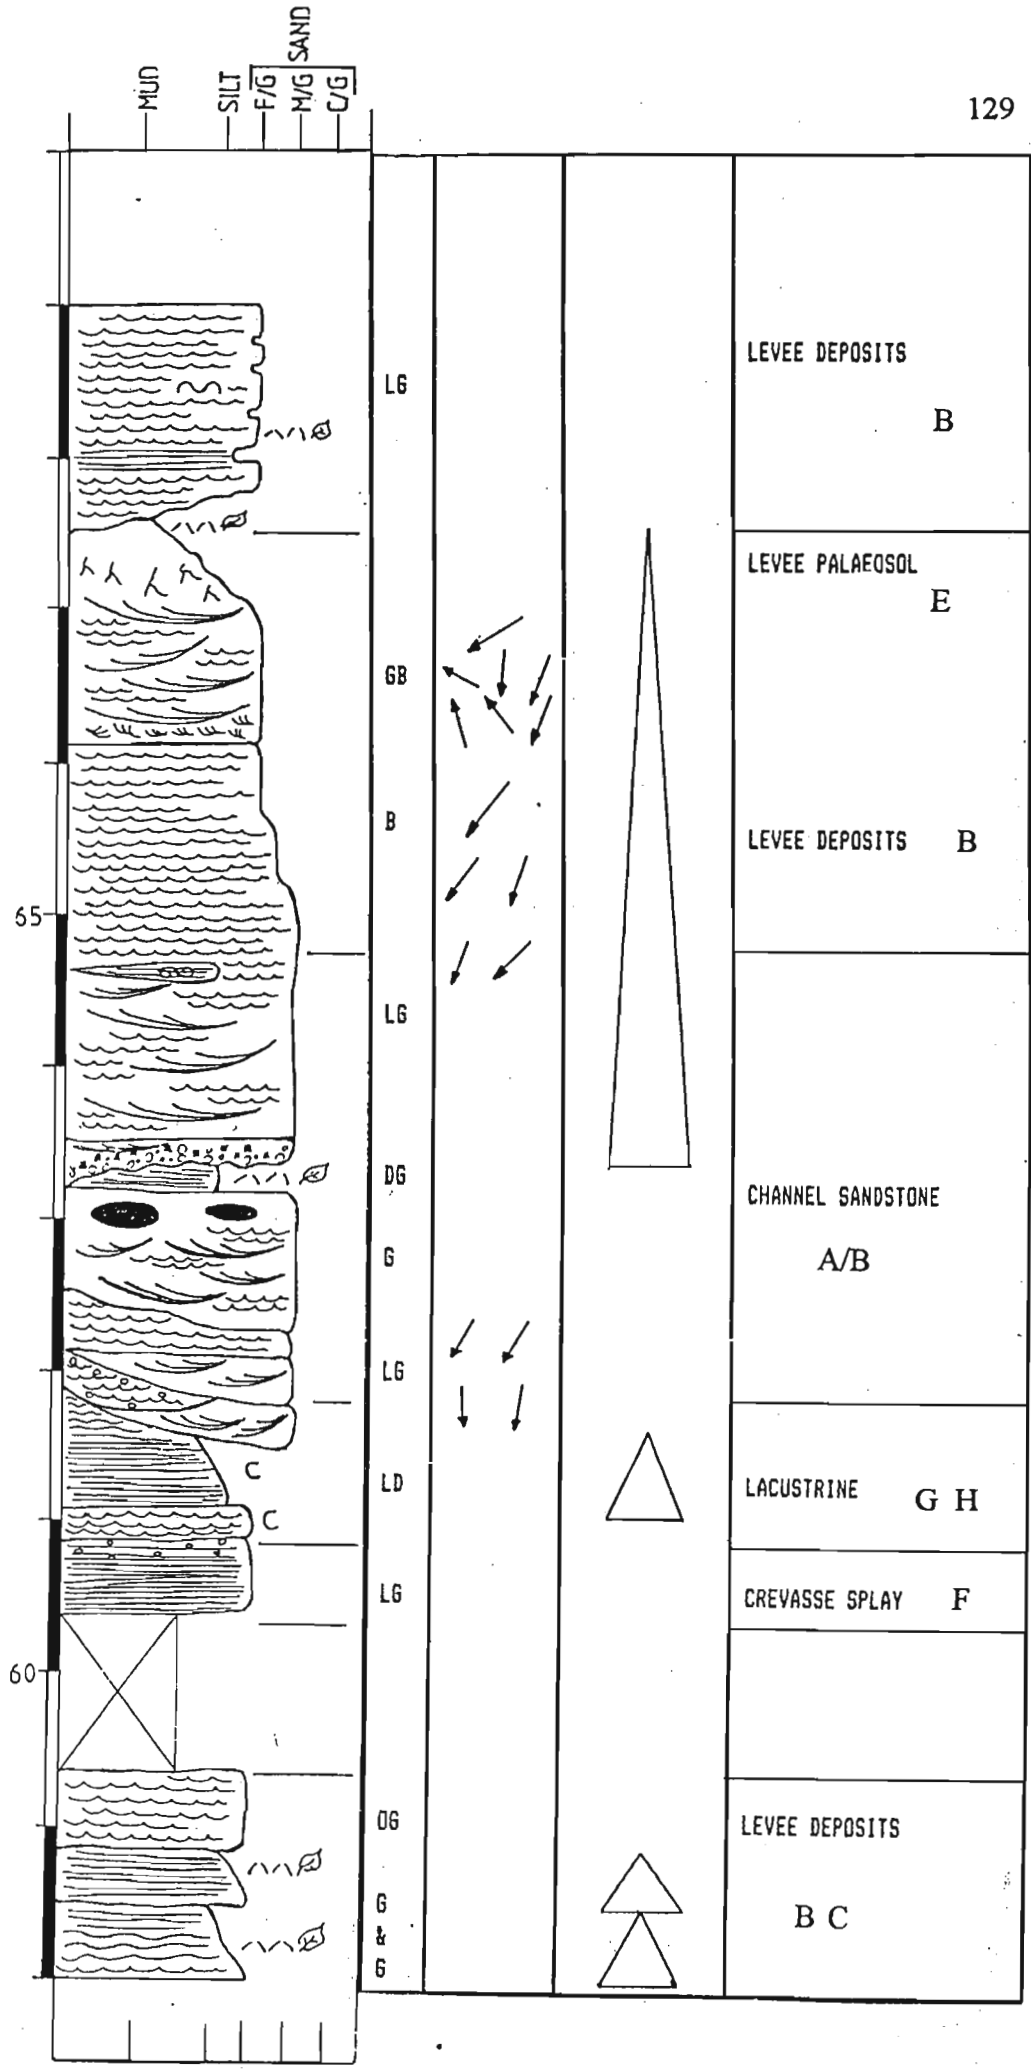 129
SAND
MUD
SILT
F/G
M/G
C/G
LG
LEVEE DEPOSITS
B
LEVEE PALAEOSOL
E
GB
B
LEVEE DEPOSITS B
65
LG
DG
CHANNEL SANDSTONE
A/B
G
LG
C
LD
LACUSTRINE G H
C
LG
CREVASSE SPLAY F
60
OG
LEVEE DEPOSITS
G
&
G
B C